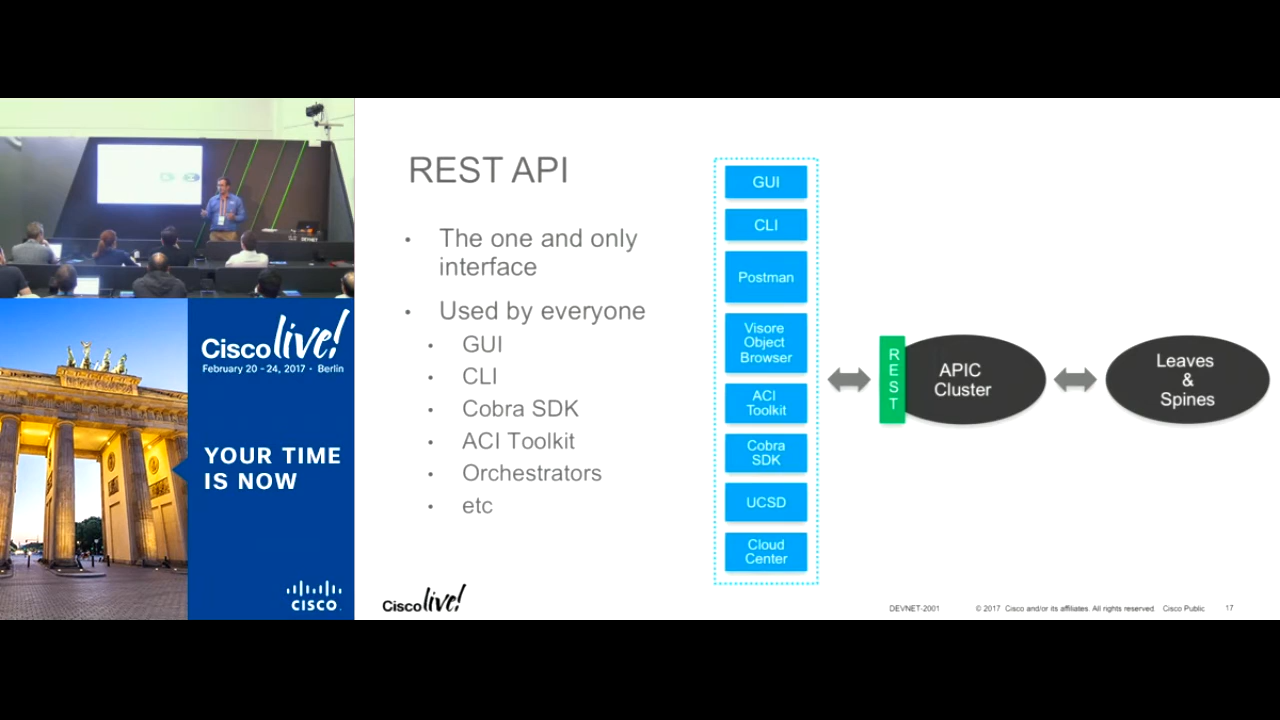 REST API
• The one and only
interface
• Used by everyone
• GUI
• CLI
• Cobra SDK
• ACI Toolkit
• Orchestrators
• etc
GUI
CLI
Postman
Visore
Object
Browser
ACI
Toolkit
Cobra
SDK
UCSD
Cloud
Center
REST
APIC
Cluster
Leaves
&
Spines
Cisco live!
DEVNET-2001
© 2017 Cisco and/or its affiliates. All rights reserved. Cisco Public
17
DEVNET
Cisco live!
February 20 - 24, 2017 • Berlin
YOUR TIME
IS NOW
CISCO